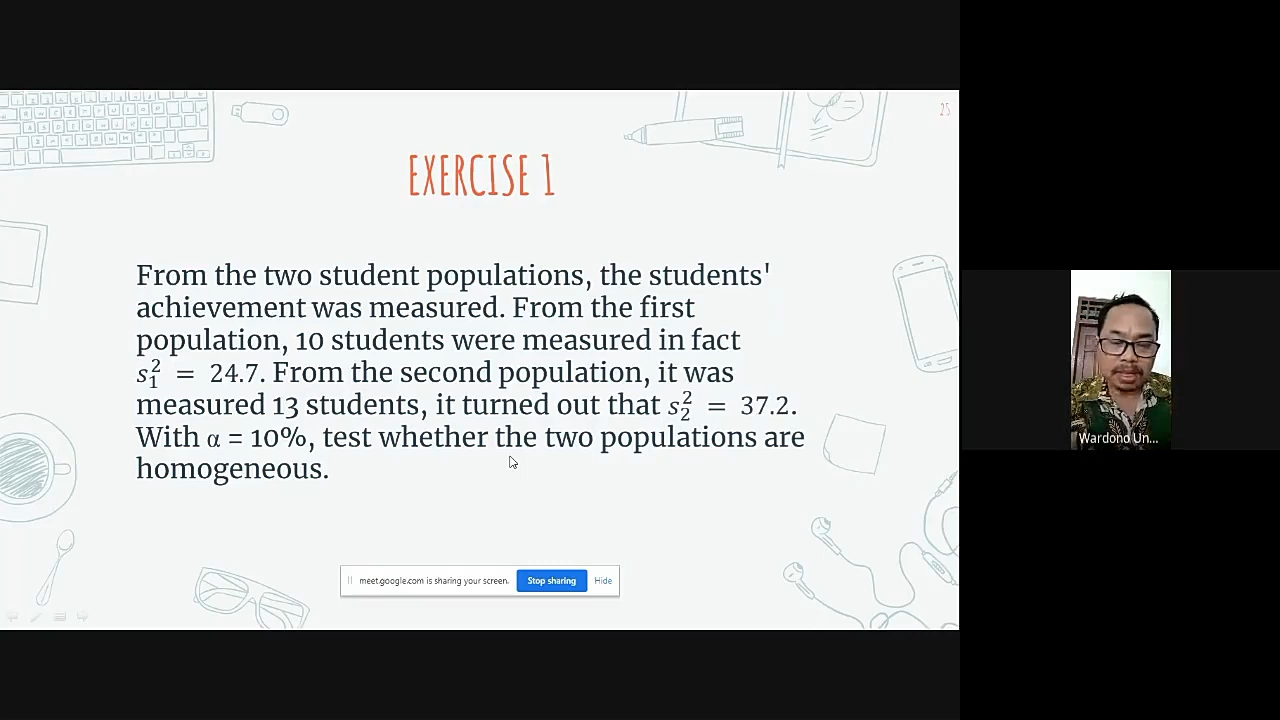 25
EXERCISE 1
From the two student populations, the students'
achievement was measured. From the first
population, 10 students were measured in fact
s₁² = 24.7. From the second population, it was
measured 13 students, it turned out that s₂² = 37.2.
With α = 10%, test whether the two populations are
homogeneous.
meet.google.com is sharing your screen. Stop sharing Hide
Wardono Un...